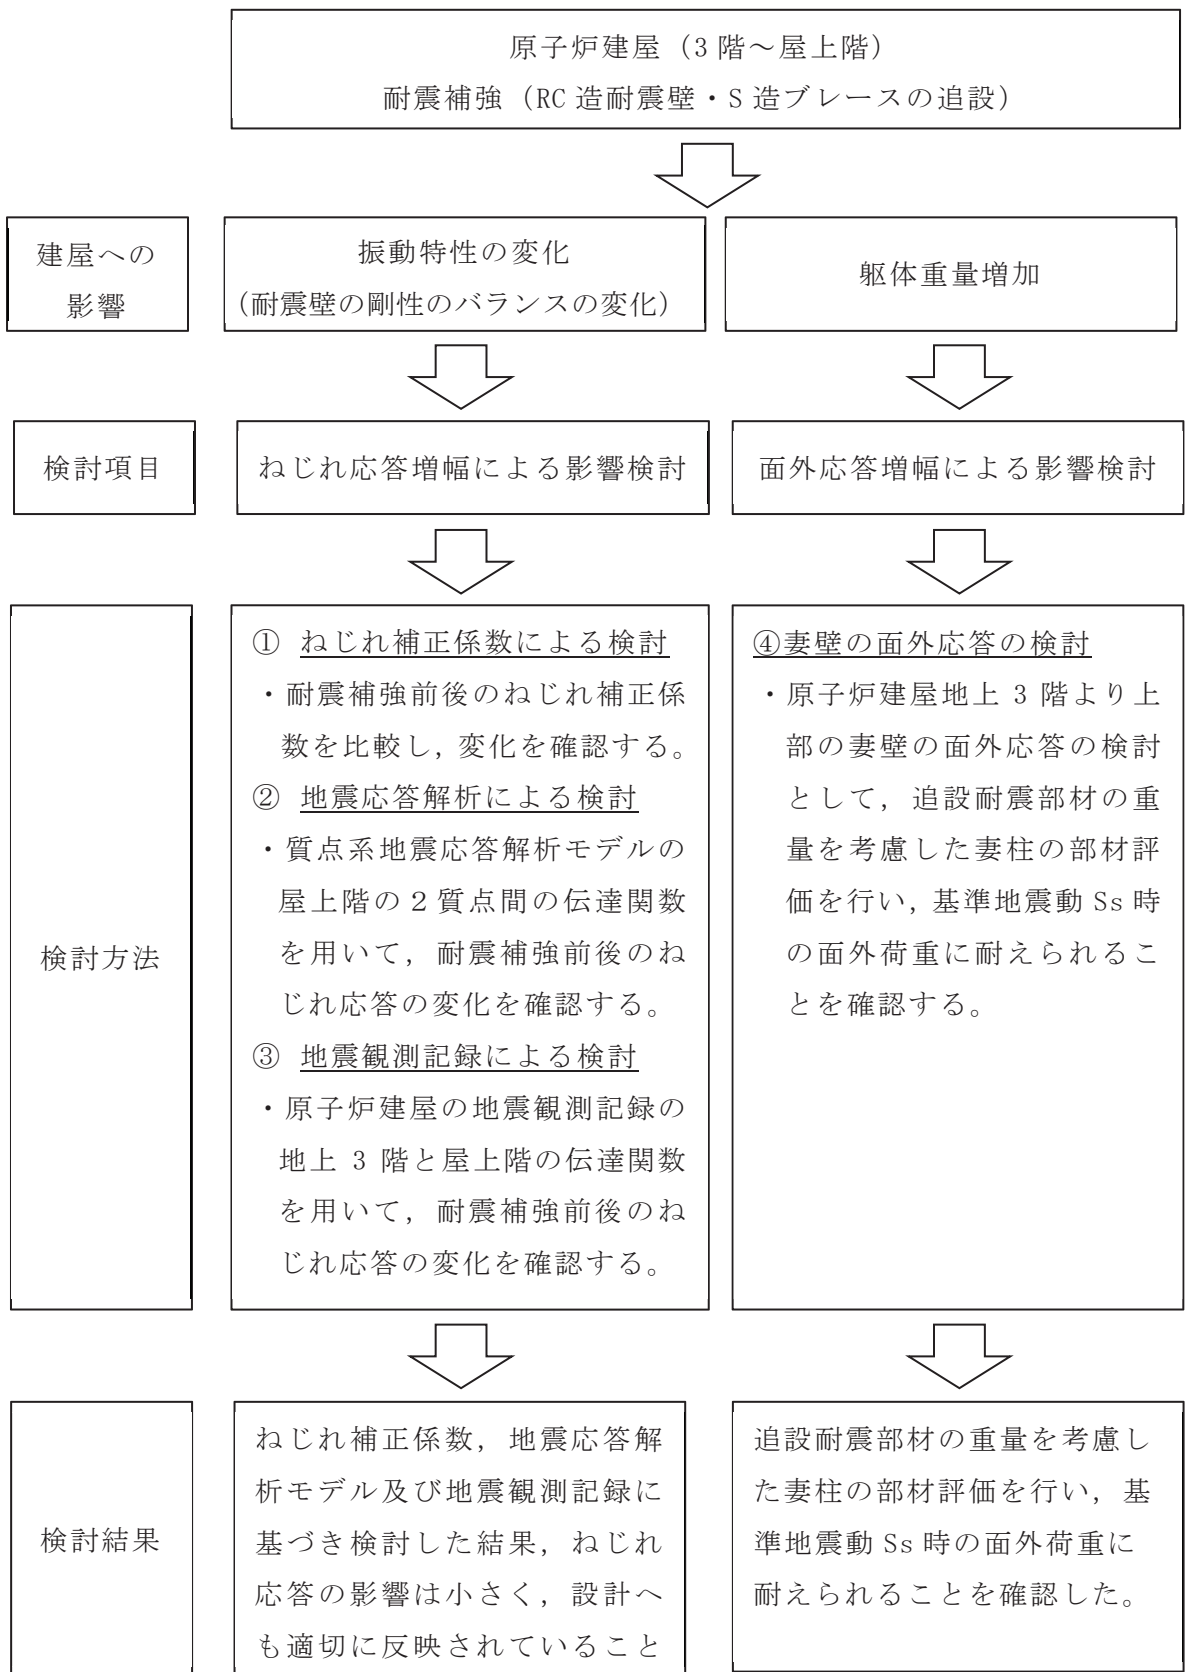 原子炉建屋（3階～屋上階）
耐震補強（RC造耐震壁・S造ブレースの追設）
建屋への
影響
振動特性の変化
(耐震壁の剛性のバランスの変化)
躯体重量増加
検討項目
ねじれ応答増幅による影響検討
面外応答増幅による影響検討
検討方法
① ねじれ補正係数による検討
・耐震補強前後のねじれ補正係
数を比較し，変化を確認する。
② 地震応答解析による検討
・質点系地震応答解析モデルの
屋上階の２質点間の伝達関数
を用いて，耐震補強前後のね
じれ応答の変化を確認する。
③ 地震観測記録による検討
・原子炉建屋の地震観測記録の
地上 3 階と屋上階の伝達関数
を用いて，耐震補強前後のね
じれ応答の変化を確認する。
④妻壁の面外応答の検討
・原子炉建屋地上 3 階より上
部の妻壁の面外応答の検討
として，追設耐震部材の重
量を考慮した妻柱の部材評
価を行い，基準地震動 Ss 時
の面外荷重に耐えられるこ
とを確認する。
検討結果
ねじれ補正係数，地震応答解
析モデル及び地震観測記録に
基づき検討した結果，ねじれ
応答の影響は小さく，設計へ
も適切に反映されていること
追設耐震部材の重量を考慮し
た妻柱の部材評価を行い，基
準地震動 Ss 時の面外荷重に
耐えられることを確認した。